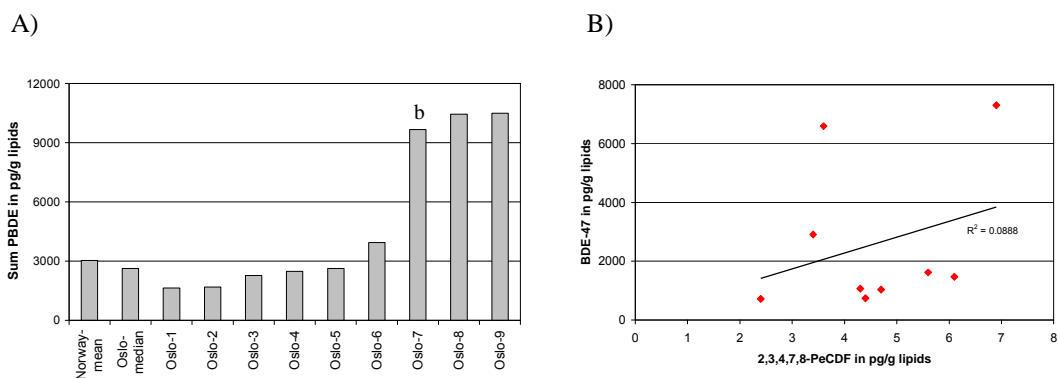 A)
B)
Sum PBDE in pg/g lipids
12000
9000
6000
3000
0
b
Norway-
mean
Oslo-
median
Oslo-1
Oslo-2
Oslo-3
Oslo-4
Oslo-5
Oslo-6
Oslo-7
Oslo-8
Oslo-9
BDE-47 in pg/g lipids
8000
6000
4000
2000
0
R² = 0.0888
0 1 2 3 4 5 6 7 8
2,3,4,7,8-PeCDF in pg/g lipids